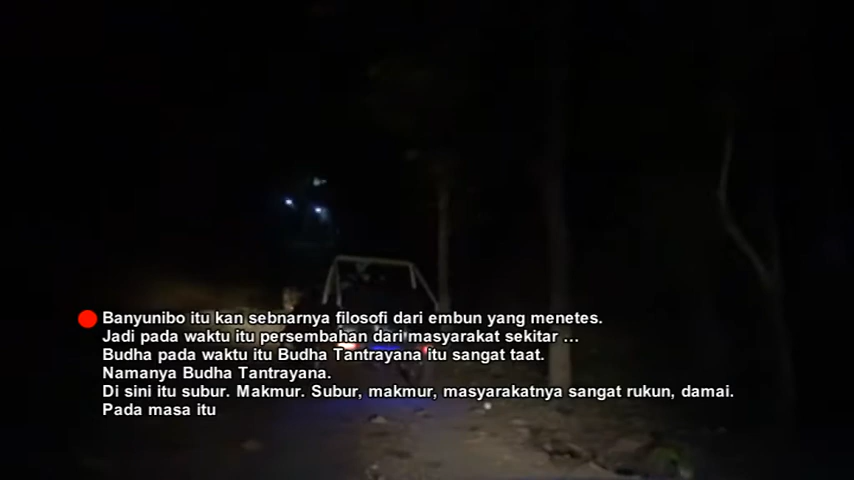 Banyunibo itu kan sebnarnya filosofi dari embun yang menetes.
Jadi pada waktu itu persembahan dari masyarakat sekitar ...
Budha pada waktu itu Budha Tantrayana itu sangat taat.
Namanya Budha Tantrayana.
Di sini itu subur. Makmur. Subur, makmur, masyarakatnya sangat rukun, damai.
Pada masa itu